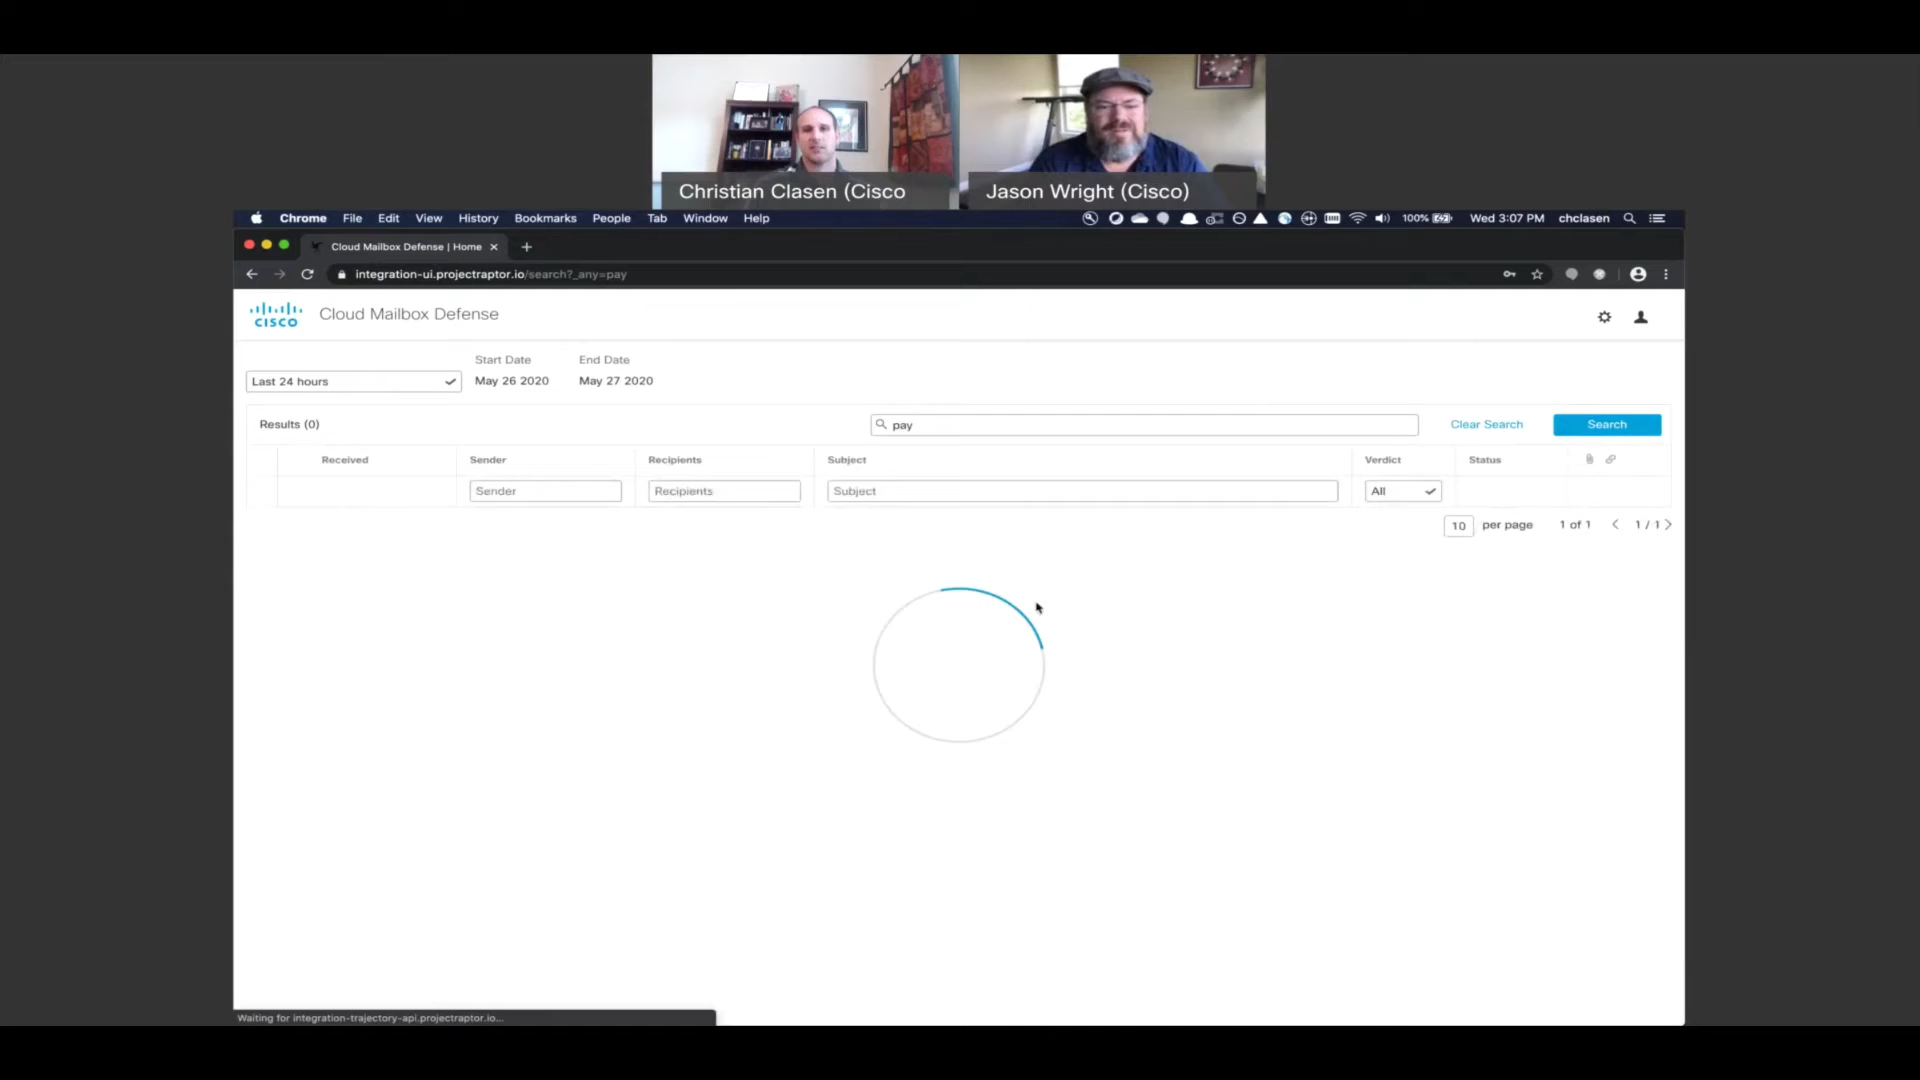 Christian Clasen (Cisco
Jason Wright (Cisco)
Chrome File Edit View History Bookmarks People Tab Window Help 100% Wed 3:07 PM chclasen
Cloud Mailbox Defense | Home
integration-ui.projectraptor.io/search?_any=pay
CISCO Cloud Mailbox Defense
Start Date End Date
Last 24 hours May 26 2020 May 27 2020
Results (0) pay Clear Search Search
Received Sender Recipients Subject Verdict Status
Sender Recipients Subject All
10 per page 1 of 1 1 / 1
Waiting for integration-trajectory-api.projectraptor.io...